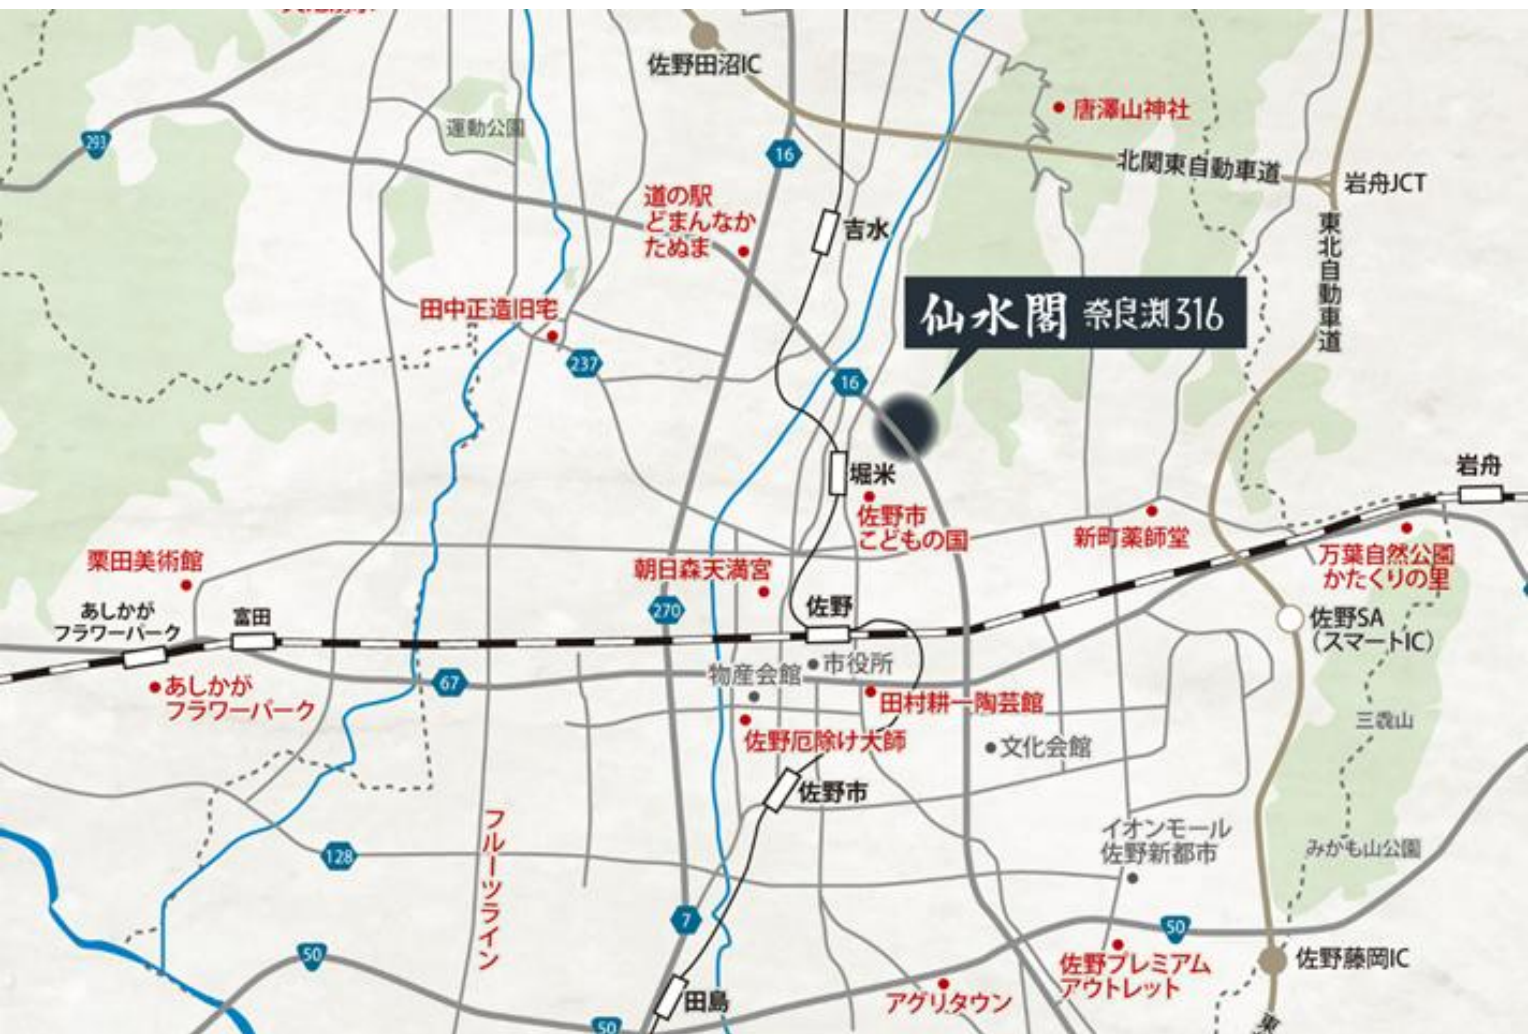 佐野田沼IC
運動公園
唐澤山神社
293
16
北関東自動車道
岩舟JCT
道の駅
どまんなか
たぬま
吉水
東北自動車道
仙水閣 奈良渕316
田中正造旧宅
237
16
堀米
岩舟
佐野市
こどもの国
新町薬師堂
万葉自然公園
かたくりの里
栗田美術館
朝日森天満宮
あしかが
フラワーパーク
富田
270
佐野
佐野SA
(スマートIC)
物産会館
市役所
67
あしかが
フラワーパーク
田村耕一陶芸館
三毳山
佐野厄除け大師
文化会館
佐野市
フルーツライン
イオンモール
佐野新都市
みかも山公園
128
7
50
50
佐野プレミアム
アウトレット
佐野藤岡IC
アグリタウン
田島
50
東